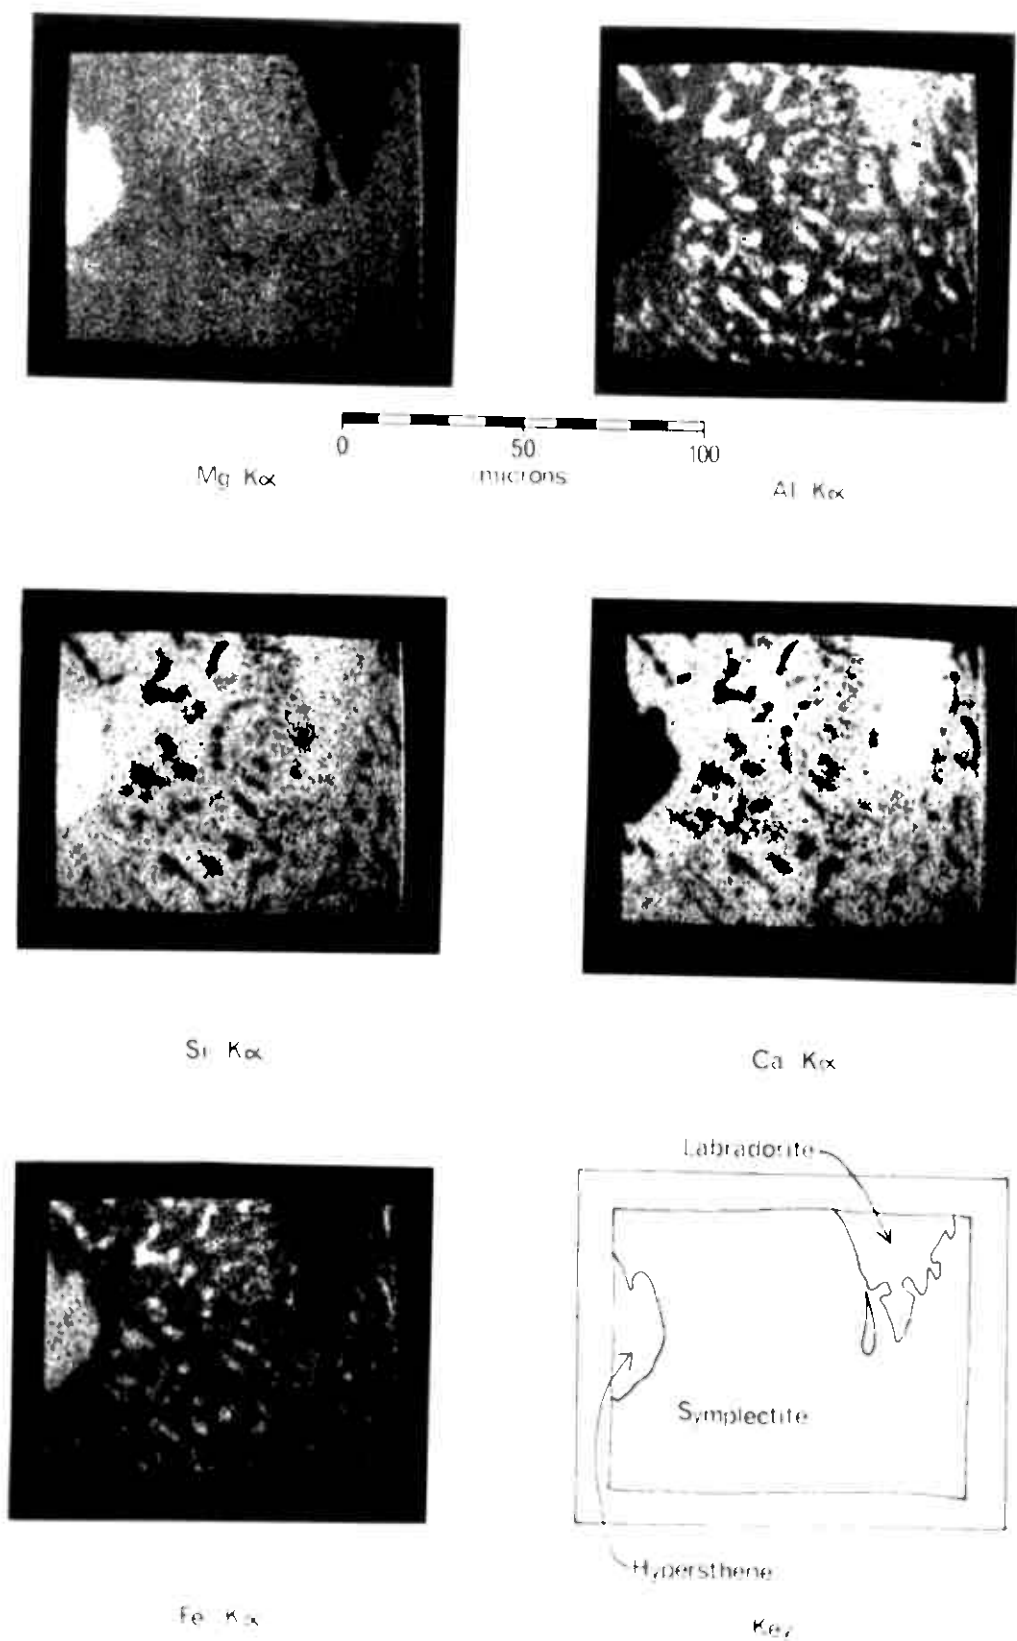 0 50 100
microns
Mg Kα
Al Kα
Si Kα
Ca Kα
Labradorite
Symplectite
Hypersthene
Fe Kα
Key